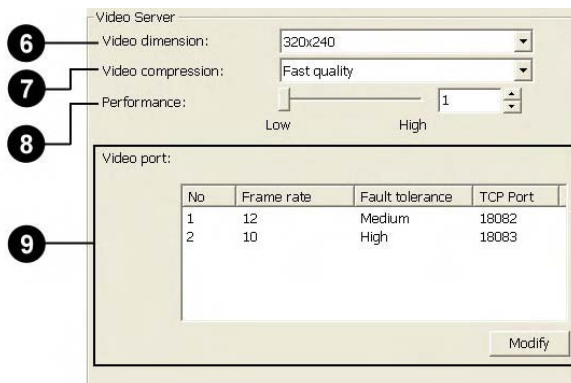 Video Server
6 Video dimension: 320x240
7 Video compression: Fast quality
8 Performance: 1
Low High
9 Video port:
No Frame rate Fault tolerance TCP Port
1 12 Medium 18082
2 10 High 18083
Modify